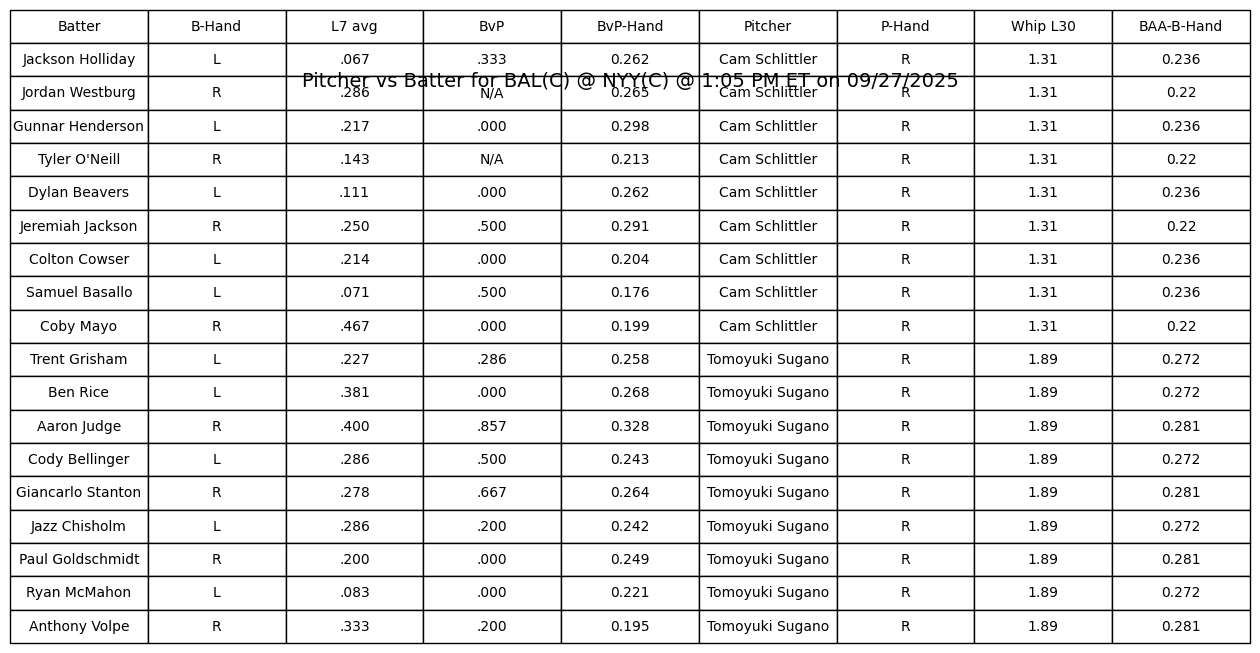 Batter B-Hand L7 avg BvP BvP-Hand Pitcher P-Hand Whip L30 BAA-B-Hand
Jackson Holliday L .067 .333 0.262 Cam Schlittler R 1.31 0.236
Pitcher vs Batter for BAL(C) @ NYY(C) @ 1:05 PM ET on 09/27/2025
Jordan Westburg R .286 N/A 0.265 Cam Schlittler R 1.31 0.22
Gunnar Henderson L .217 .000 0.298 Cam Schlittler R 1.31 0.236
Tyler O'Neill R .143 N/A 0.213 Cam Schlittler R 1.31 0.22
Dylan Beavers L .111 .000 0.262 Cam Schlittler R 1.31 0.236
Jeremiah Jackson R .250 .500 0.291 Cam Schlittler R 1.31 0.22
Colton Cowser L .214 .000 0.204 Cam Schlittler R 1.31 0.236
Samuel Basallo L .071 .500 0.176 Cam Schlittler R 1.31 0.236
Coby Mayo R .467 .000 0.199 Cam Schlittler R 1.31 0.22
Trent Grisham L .227 .286 0.258 Tomoyuki Sugano R 1.89 0.272
Ben Rice L .381 .000 0.268 Tomoyuki Sugano R 1.89 0.272
Aaron Judge R .400 .857 0.328 Tomoyuki Sugano R 1.89 0.281
Cody Bellinger L .286 .500 0.243 Tomoyuki Sugano R 1.89 0.272
Giancarlo Stanton R .278 .667 0.264 Tomoyuki Sugano R 1.89 0.281
Jazz Chisholm L .286 .200 0.242 Tomoyuki Sugano R 1.89 0.272
Paul Goldschmidt R .200 .000 0.249 Tomoyuki Sugano R 1.89 0.281
Ryan McMahon L .083 .000 0.221 Tomoyuki Sugano R 1.89 0.272
Anthony Volpe R .333 .200 0.195 Tomoyuki Sugano R 1.89 0.281